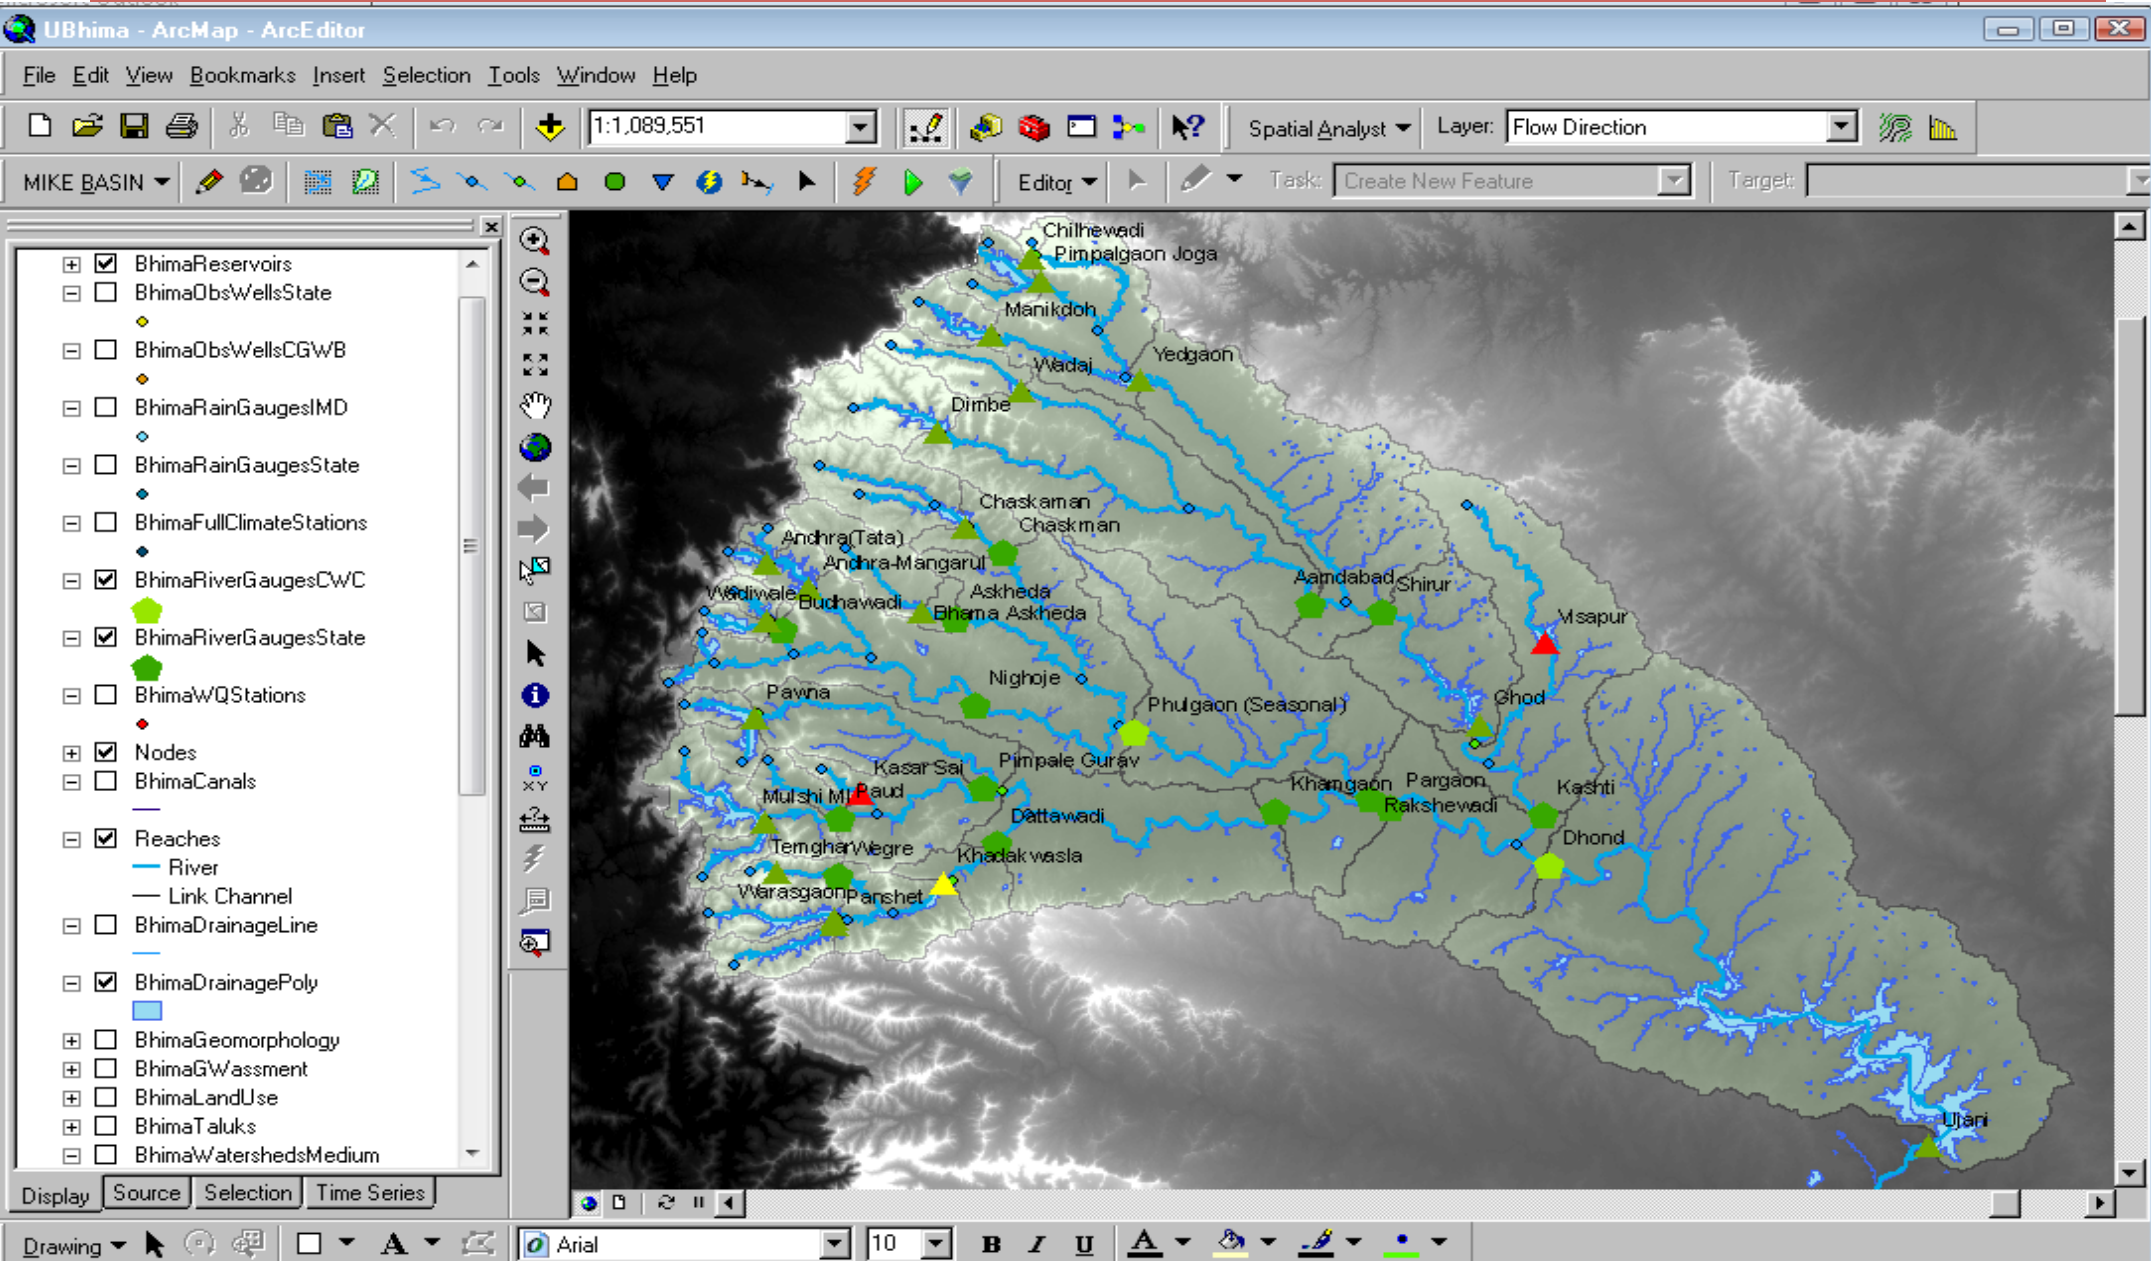 UBhima - ArcMap - ArcEditor
File Edit View Bookmarks Insert Selection Tools Window Help
1:1,089,551
Spatial Analyst
Layer: Flow Direction
MIKE BASIN
Editor
Task: Create New Feature
Target:
BhimaReservoirs
BhimaObsWellsState
BhimaObsWellsCGWB
BhimaRainGaugesIMD
BhimaRainGaugesState
BhimaFullClimateStations
BhimaRiverGaugesCWC
BhimaRiverGaugesState
BhimaWQStations
Nodes
BhimaCanals
Reaches
River
Link Channel
BhimaDrainageLine
BhimaDrainagePoly
BhimaGeomorphology
BhimaGWassment
BhimaLandUse
BhimaTaluks
BhimaWatershedsMedium
Display Source Selection Time Series
Chilhewadi
Pimpalgaon Joga
Manikdoh
Yedgaon
Wadaj
Dimbe
Chaskaman
Chaskman
Andhra(Tata)
Andhra-Mangarul
Aamdabad
Shirur
Wadiwale
Budhawadi
Askheda
Bhama Askheda
Visapur
Nighoje
Pawna
Phulgaon (Seasonal)
Ghod
Kasar Sai
Pimpale Gurav
Khamgaon
Pargaon
Kashti
Mulshi
Paud
Rakshewadi
Dattawadi
Dhond
Temghar
Wegre
Khadakwasla
Warasgaon
Panshet
Ujani
XY
Drawing
A
Arial
10
B I U A